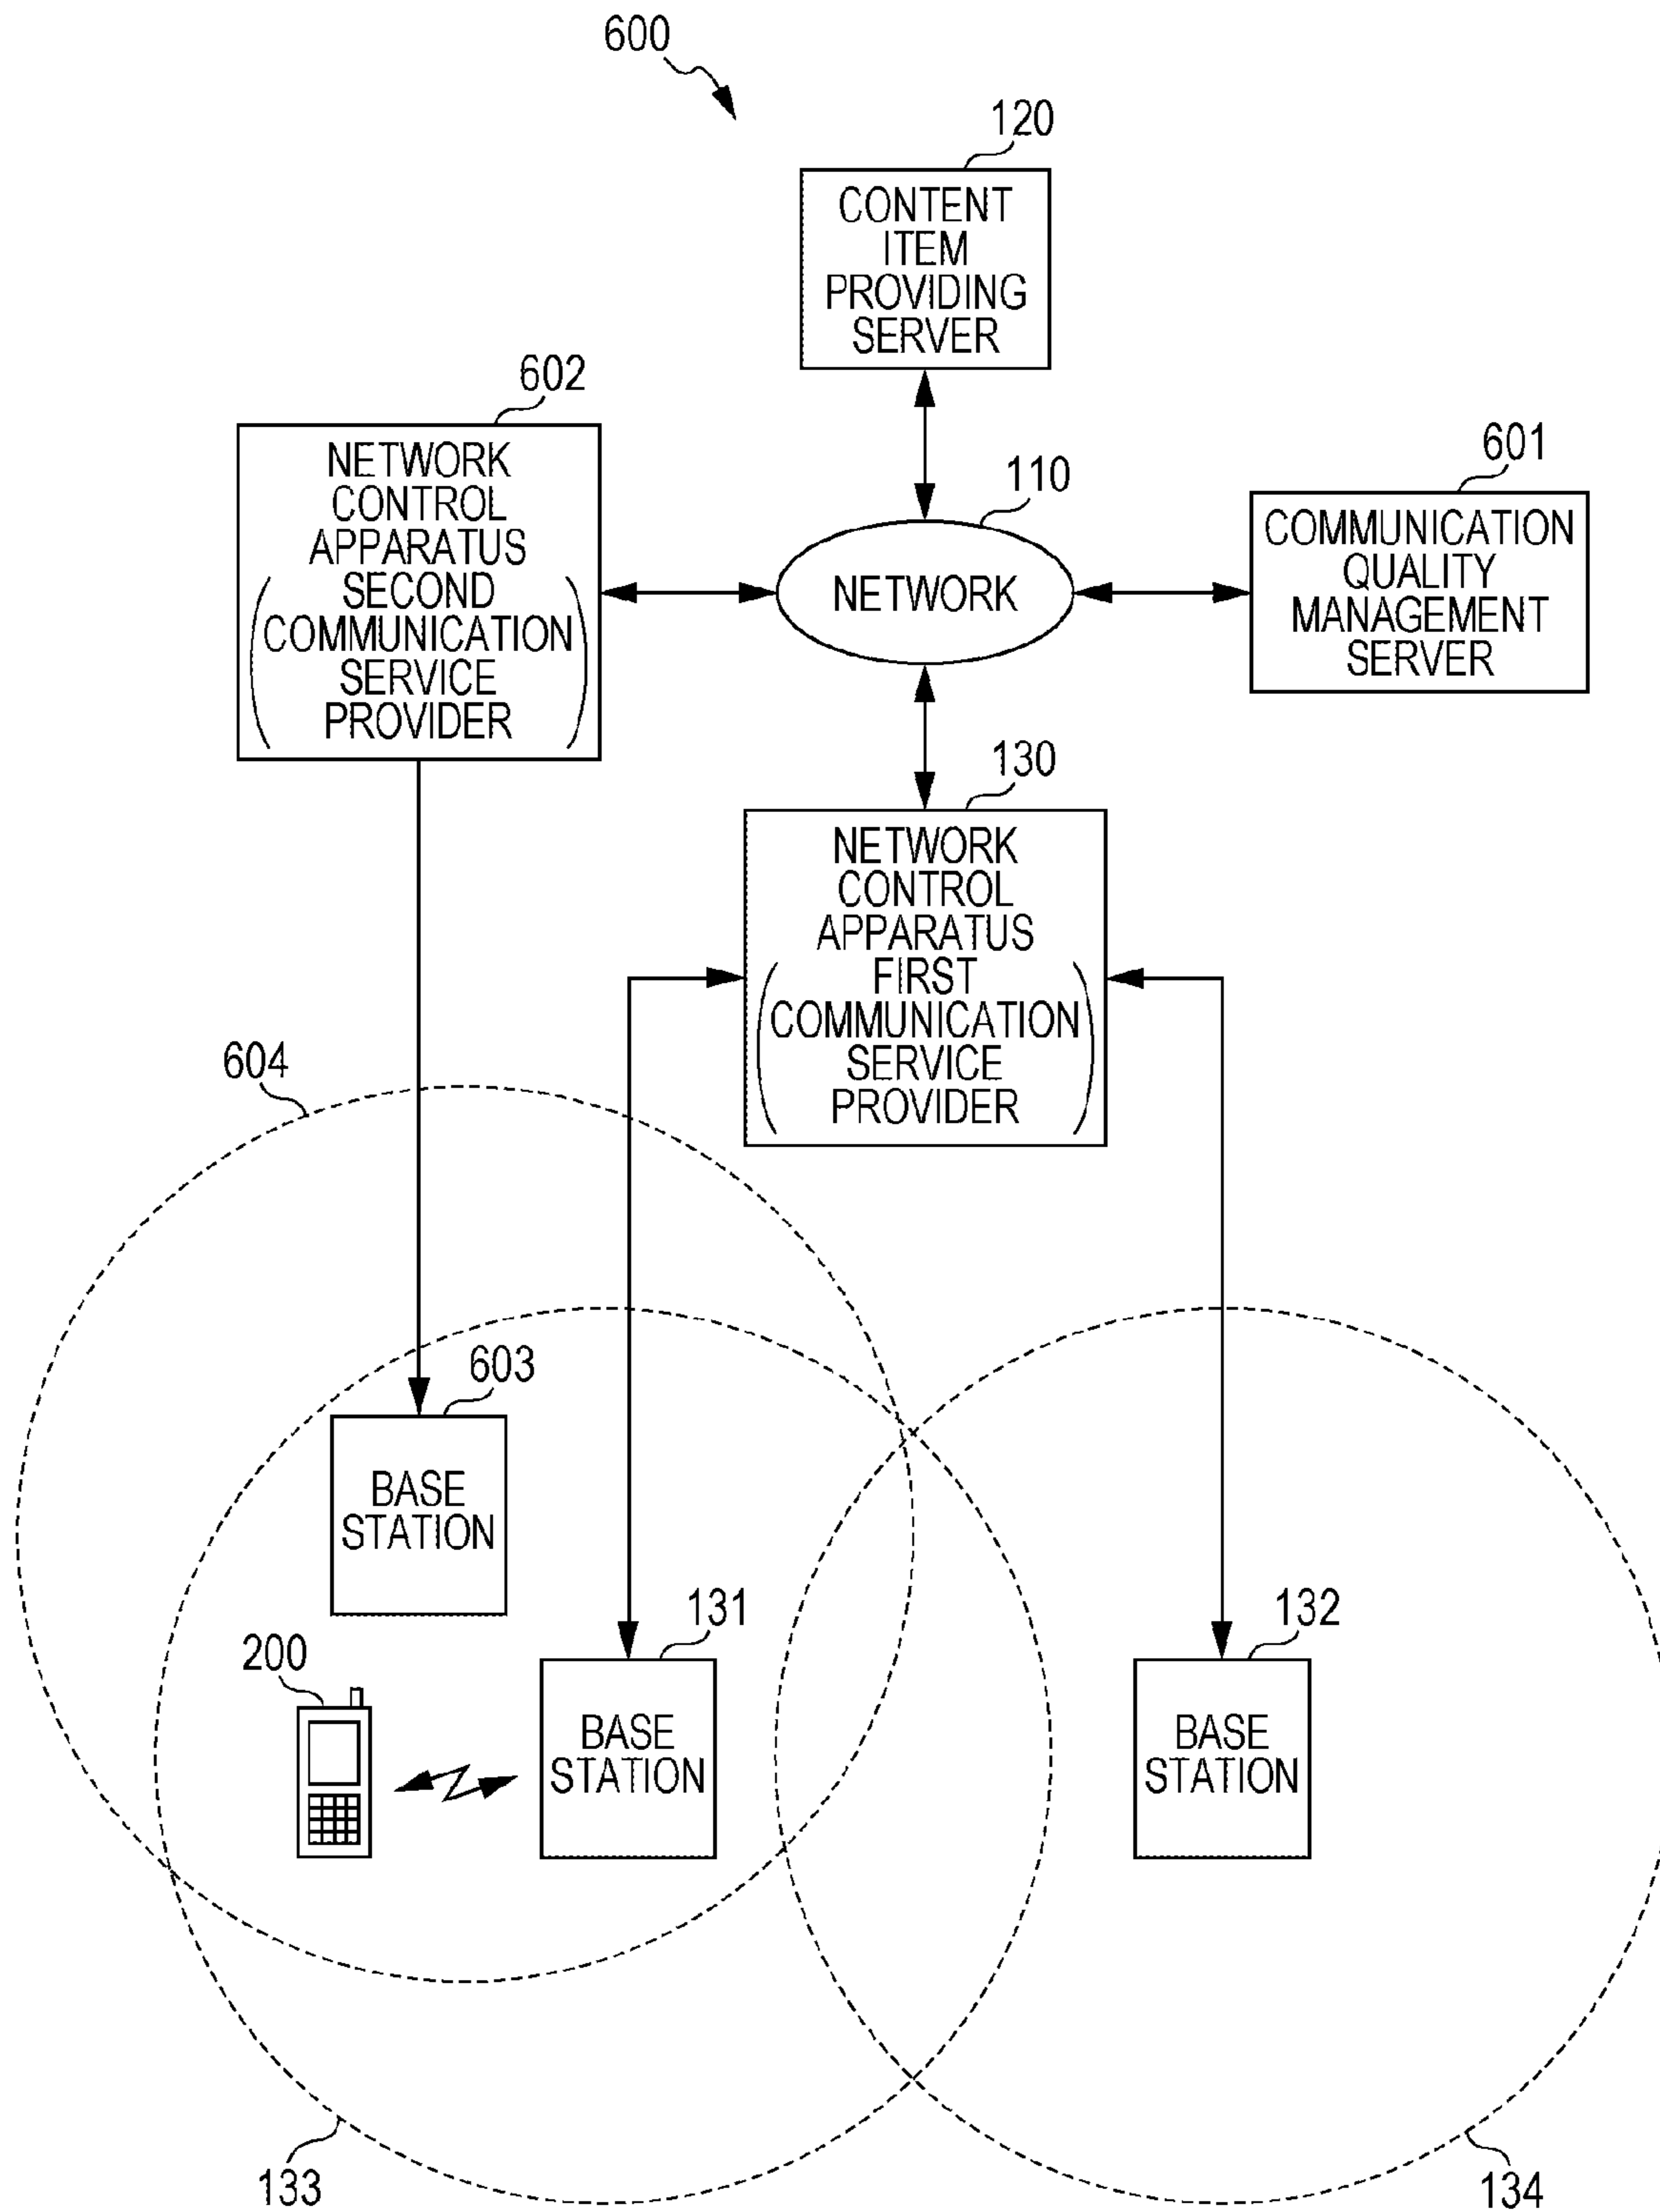 600
120
CONTENT
ITEM
PROVIDING
SERVER
602
NETWORK
CONTROL
APPARATUS
SECOND
COMMUNICATION
SERVICE
PROVIDER
110
NETWORK
601
COMMUNICATION
QUALITY
MANAGEMENT
SERVER
130
NETWORK
CONTROL
APPARATUS
FIRST
COMMUNICATION
SERVICE
PROVIDER
604
603
BASE
STATION
200
131
BASE
STATION
132
BASE
STATION
133
134